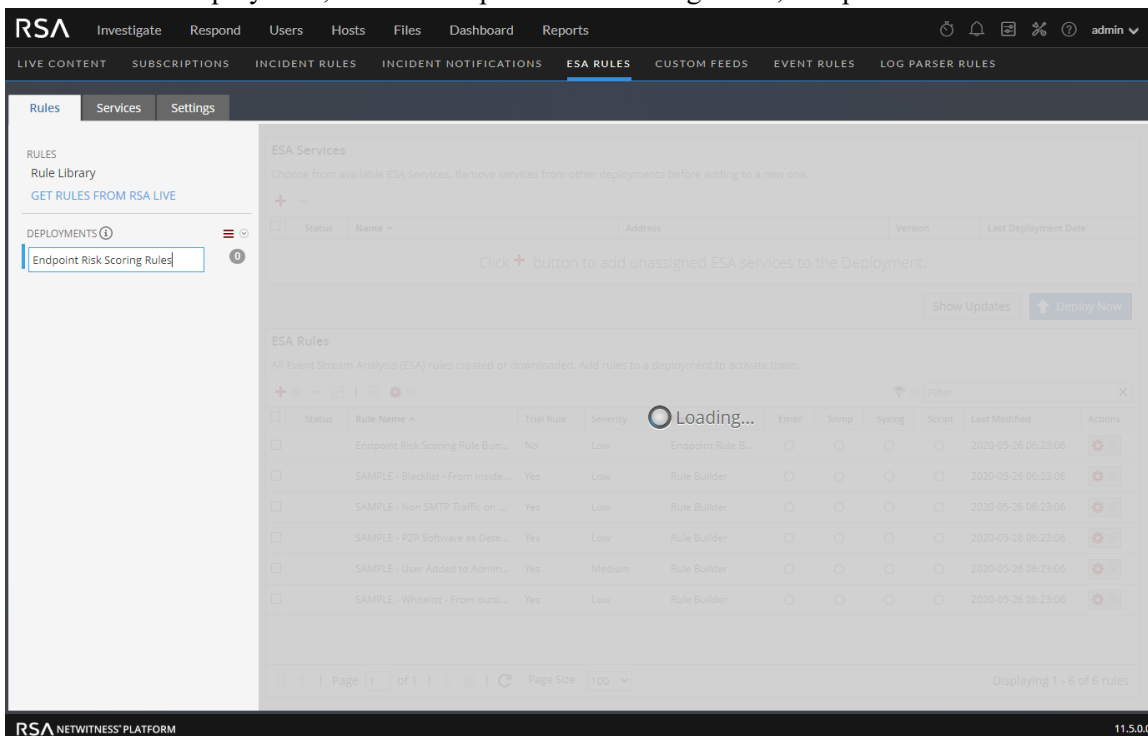 RSA Investigate Respond Users Hosts Files Dashboard Reports admin
LIVE CONTENT SUBSCRIPTIONS INCIDENT RULES INCIDENT NOTIFICATIONS ESA RULES CUSTOM FEEDS EVENT RULES LOG PARSER RULES
Rules Services Settings
RULES
Rule Library
GET RULES FROM RSA LIVE
DEPLOYMENTS
Endpoint Risk Scoring Rules 0
ESA Services
Choose from available ESA Services. Remove services from other deployments before adding to a new one.
Status Name Address Version Last Deployment Date
Click + button to add unassigned ESA services to the Deployment.
Show Updates Deploy Now
ESA Rules
All Event Stream Analysis (ESA) rules created or downloaded. Add rules to a deployment to activate them.
Filter
Status Rule Name Trial Rule Severity Email Snmp Syslog Script Last Modified Actions
Loading...
Endpoint Risk Scoring Rule Bun... No Low Endpoint Rule B... 2020-05-26 06:23:06
SAMPLE - Blacklist - From Inside... Yes Low Rule Builder 2020-05-26 06:23:06
SAMPLE - Non SMTP Traffic on ... Yes Low Rule Builder 2020-05-26 06:23:06
SAMPLE - P2P Software as Dete... Yes Low Rule Builder 2020-05-26 06:23:06
SAMPLE - User Added to Admin... Yes Medium Rule Builder 2020-05-26 06:23:06
SAMPLE - Whitelist - From outsi... Yes Low Rule Builder 2020-05-26 06:23:06
Page 1 of 1 Page Size 100 Displaying 1 - 6 of 6 rules
RSA NETWITNESS® PLATFORM 11.5.0.0